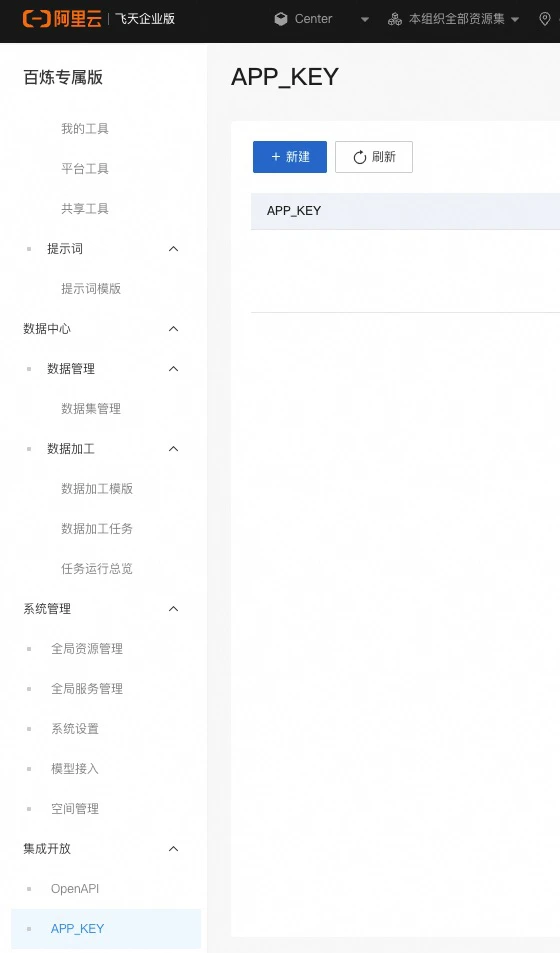 阿里云 | 飞天企业版 Center 本组织全部资源集
百炼专属版
我的工具
平台工具
共享工具
提示词
提示词模版
数据中心
数据管理
数据集管理
数据加工
数据加工模版
数据加工任务
任务运行总览
系统管理
全局资源管理
全局服务管理
系统设置
模型接入
空间管理
集成开放
OpenAPI
APP_KEY
APP_KEY
+ 新建 刷新
APP_KEY